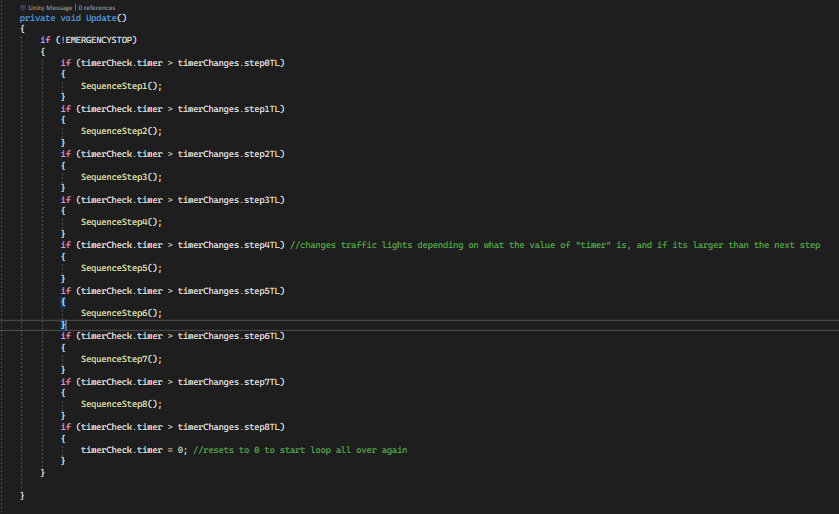 Unity Message | 0 references
private void Update()
{
if (!EMERGENCYSTOP)
{
if (timerCheck.timer > timerChanges.step0TL)
{
SequenceStep1();
}
if (timerCheck.timer > timerChanges.step1TL)
{
SequenceStep2();
}
if (timerCheck.timer > timerChanges.step2TL)
{
SequenceStep3();
}
if (timerCheck.timer > timerChanges.step3TL)
{
SequenceStep4();
}
if (timerCheck.timer > timerChanges.step4TL) //changes traffic lights depending on what the value of "timer" is, and if its larger than the next step
{
SequenceStep5();
}
if (timerCheck.timer > timerChanges.step5TL)
{
SequenceStep6();
}
if (timerCheck.timer > timerChanges.step6TL)
{
SequenceStep7();
}
if (timerCheck.timer > timerChanges.step7TL)
{
SequenceStep8();
}
if (timerCheck.timer > timerChanges.step8TL)
{
timerCheck.timer = 0; //resets to 0 to start loop all over again
}
}
}